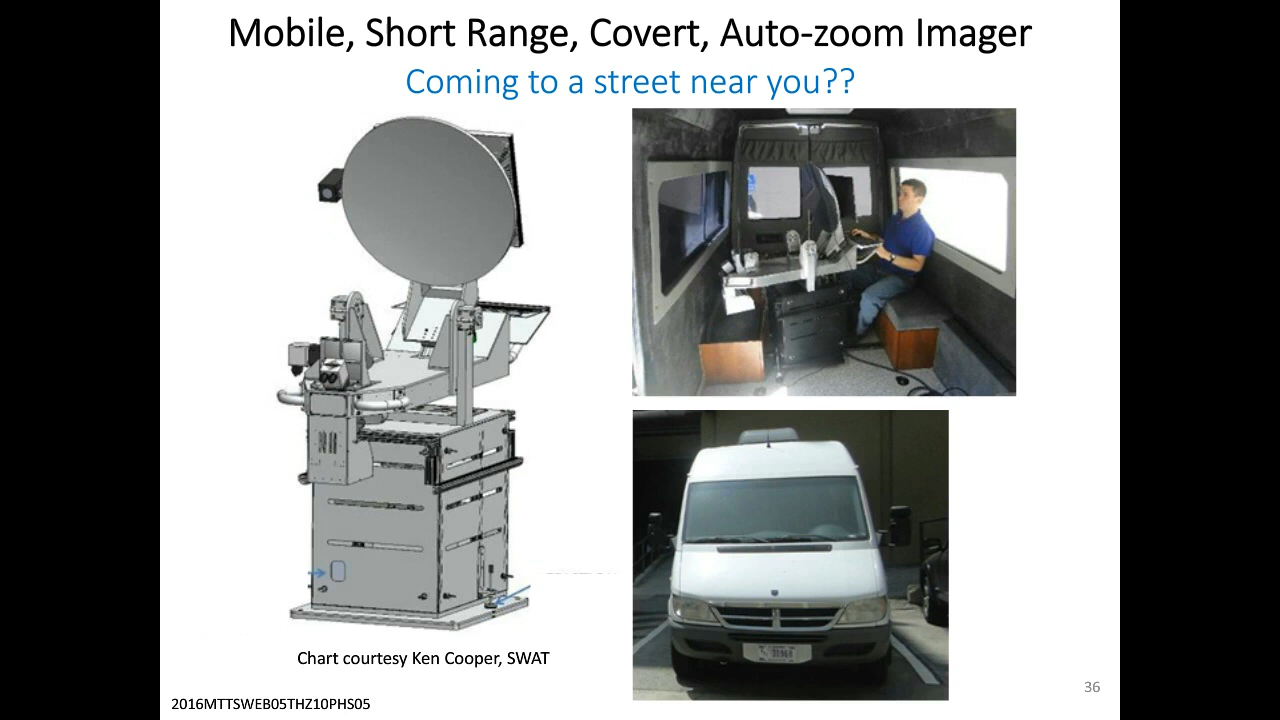 Mobile, Short Range, Covert, Auto-zoom Imager
Coming to a street near you??
Chart courtesy Ken Cooper, SWAT
36
2016MTTSWEB05THZ10PHS05